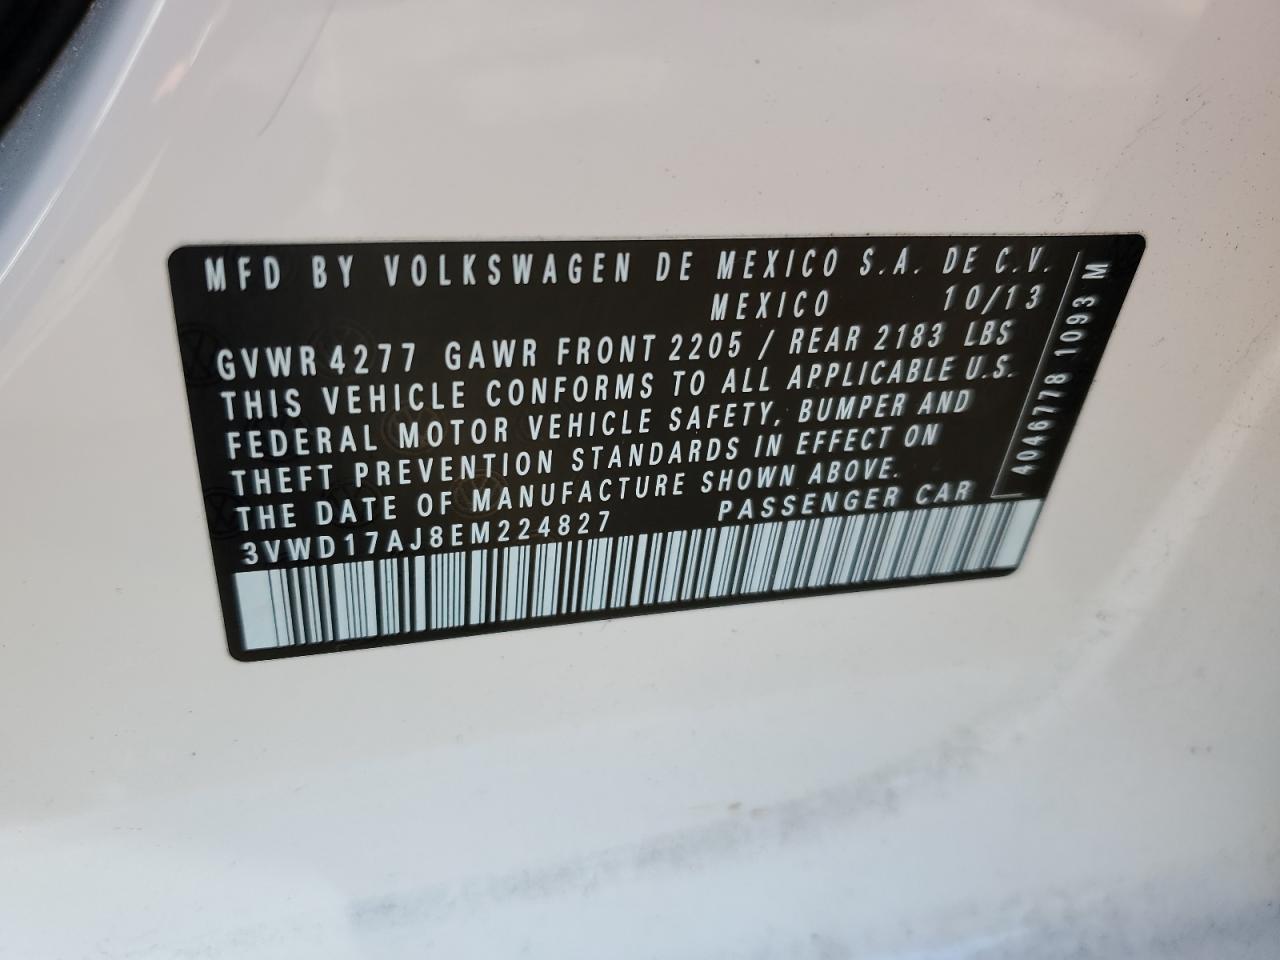 MFD BY VOLKSWAGEN DE MEXICO S.A. DE C.V.
MEXICO 10/13
GVWR 4277 GAWR FRONT 2205 / REAR 2183 LBS
THIS VEHICLE CONFORMS TO ALL APPLICABLE U.S.
FEDERAL MOTOR VEHICLE SAFETY, BUMPER AND
THEFT PREVENTION STANDARDS IN EFFECT ON
THE DATE OF MANUFACTURE SHOWN ABOVE.
3VWD17AJ8EM224827 PASSENGER CAR
4046778 1093 M